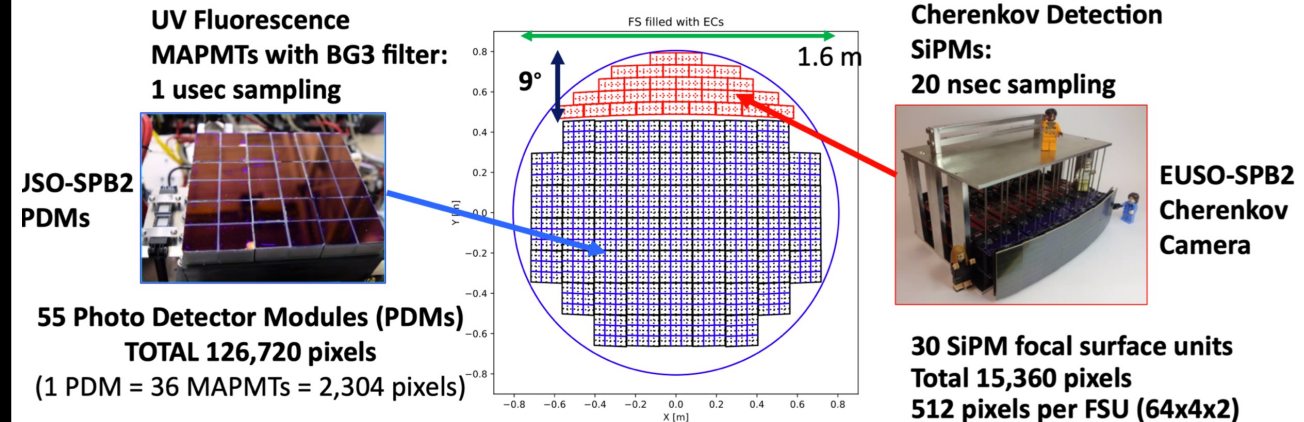 UV Fluorescence
MAPMTs with BG3 filter:
1 usec sampling
JSO-SPB2
PDMs
55 Photo Detector Modules (PDMs)
TOTAL 126,720 pixels
(1 PDM = 36 MAPMTs = 2,304 pixels)
FS filled with ECs
1.6 m
9°
0.8
0.6
0.4
0.2
0.0
−0.2
−0.4
−0.6
−0.8
Y [m]
−0.8 −0.6 −0.4 −0.2 0.0 0.2 0.4 0.6 0.8
X [m]
Cherenkov Detection
SiPMs:
20 nsec sampling
EUSO-SPB2
Cherenkov
Camera
30 SiPM focal surface units
Total 15,360 pixels
512 pixels per FSU (64x4x2)